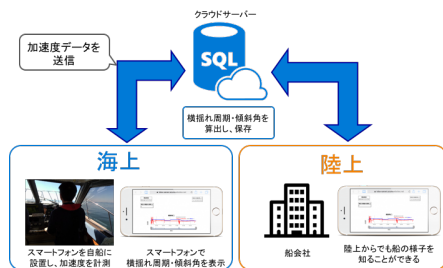 クラウドサーバー
加速度データを
送信
SQL
横揺れ周期・傾斜角を
算出し、保存
海上
陸上
スマートフォンを自船に
設置し、加速度を計測
スマートフォンで
横揺れ周期・傾斜角を表示
船会社
陸上からでも船の様子を
知ることができる